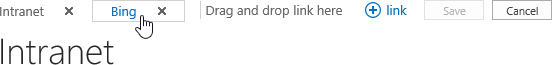 Intranet × Bing × Drag and drop link here + link Save Cancel
Intranet